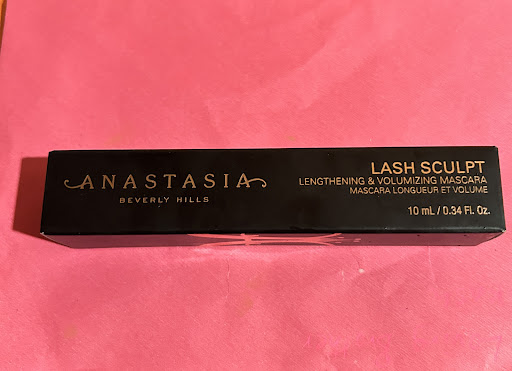 ANASTASIA
BEVERLY HILLS
LASH SCULPT
LENGTHENING & VOLUMIZING MASCARA
MASCARA LONGUEUR ET VOLUME
10 mL / 0.34 Fl. Oz.